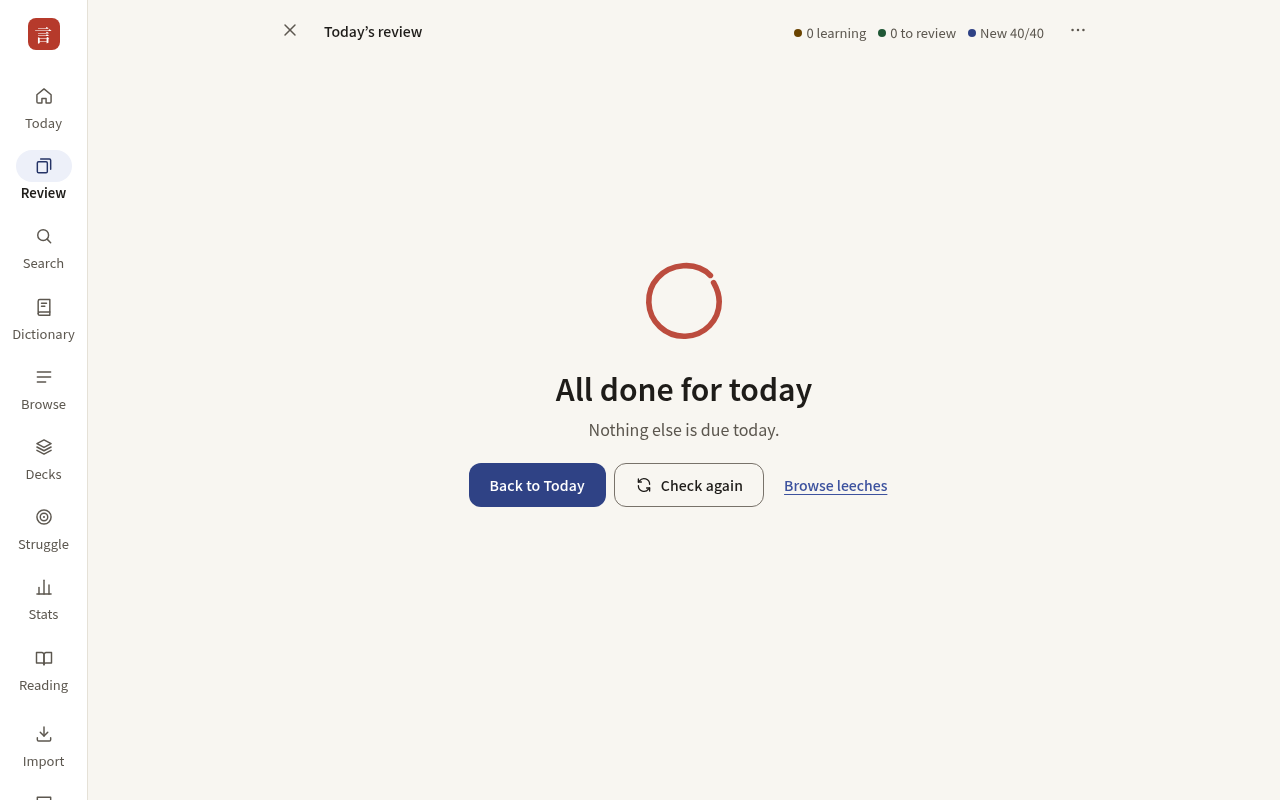 言
Today's review
0 learning
0 to review
New 40/40
Today
Review
Search
Dictionary
Browse
Decks
Struggle
Stats
Reading
Import
All done for today
Nothing else is due today.
Back to Today
Check again
Browse leeches